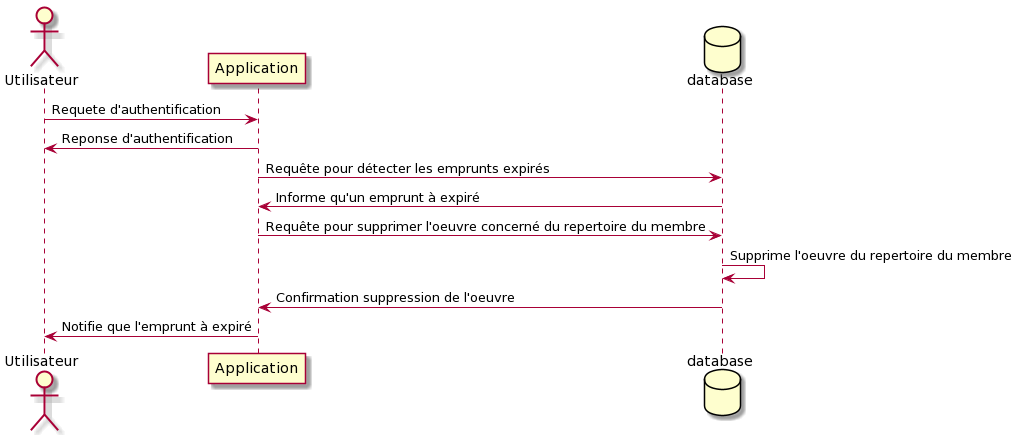 Utilisateur
Application
database
Requete d'authentification
Reponse d'authentification
Requête pour détecter les emprunts expirés
Informe qu'un emprunt à expiré
Requête pour supprimer l'oeuvre concerné du repertoire du membre
Supprime l'oeuvre du repertoire du membre
Confirmation suppression de l'oeuvre
Notifie que l'emprunt à expiré
Utilisateur
Application
database